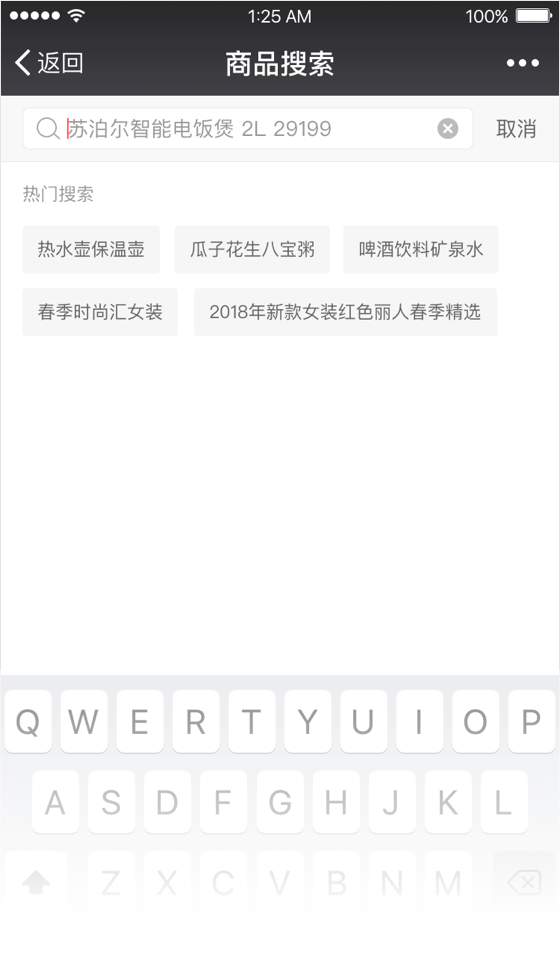 1:25 AM 100%
返回 商品搜索
苏泊尔智能电饭煲 2L 29199 取消
热门搜索
热水壶保温壶 瓜子花生八宝粥 啤酒饮料矿泉水
春季时尚汇女装 2018年新款女装红色丽人春季精选
Q W E R T Y U I O P
A S D F G H J K L
Z X C V B N M